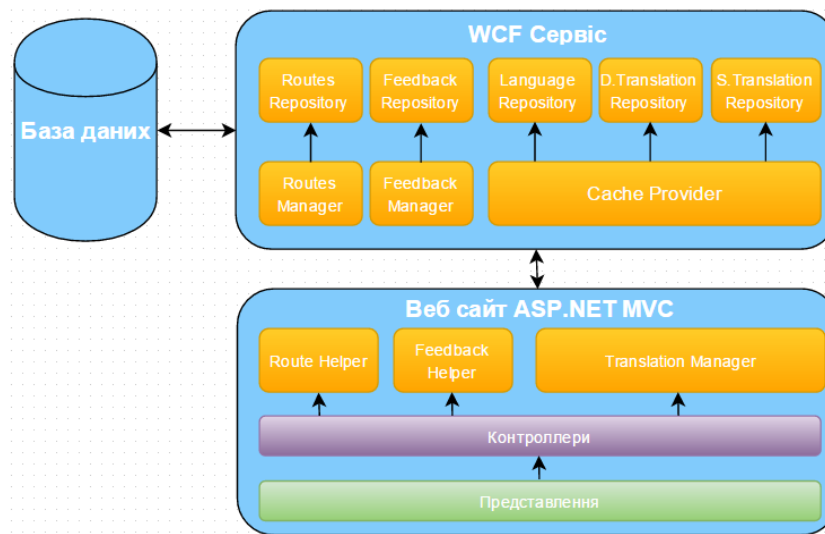 База даних
WCF Сервіс
Routes
Repository
Feedback
Repository
Language
Repository
D.Translation
Repository
S.Translation
Repository
Routes
Manager
Feedback
Manager
Cache Provider
Веб сайт ASP.NET MVC
Route Helper
Feedback
Helper
Translation Manager
Контроллери
Представлення